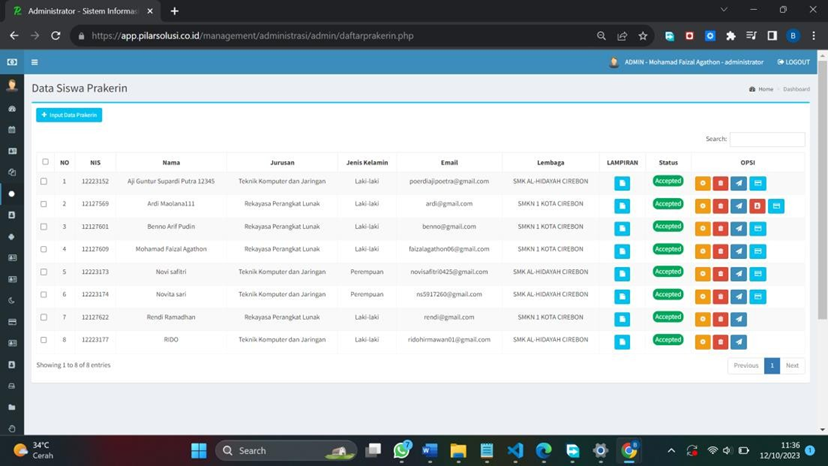 Administrator - Sistem Informas
https://app.pilarsolusi.co.id/management/administrasi/admin/daftarprakerin.php
B
ADMIN - Mohamad Faizal Agathon - administrator LOGOUT
Data Siswa Prakerin
Home Dashboard
Input Data Prakerin
Search:
NO NIS Nama Jurusan Jenis Kelamin Email Lembaga LAMPIRAN Status OPSI
1 12223152 Aji Guntur Supardi Putra 12345 Teknik Komputer dan Jaringan Laki-laki poerdiajipoetra@gmail.com SMK AL-HIDAYAH CIREBON Accepted
2 12127569 Ardi Maolana111 Rekayasa Perangkat Lunak Laki-laki ardi@gmail.com SMKN 1 KOTA CIREBON Accepted
3 12127601 Benno Arif Pudin Rekayasa Perangkat Lunak Laki-laki benno@gmail.com SMKN 1 KOTA CIREBON Accepted
4 12127609 Mohamad Faizal Agathon Rekayasa Perangkat Lunak Laki-laki faizalagathon06@gmail.com SMKN 1 KOTA CIREBON Accepted
5 12223173 Novi safitri Teknik Komputer dan Jaringan Perempuan novisafitri0425@gmail.com SMK AL-HIDAYAH CIREBON Accepted
6 12223174 Novita sari Teknik Komputer dan Jaringan Perempuan ns5917260@gmail.com SMK AL-HIDAYAH CIREBON Accepted
7 12127622 Rendi Ramadhan Rekayasa Perangkat Lunak Laki-laki rendi@gmail.com SMKN 1 KOTA CIREBON Accepted
8 12223177 RIDO Teknik Komputer dan Jaringan Laki-laki ridohirmawan01@gmail.com SMK AL-HIDAYAH CIREBON Accepted
Showing 1 to 8 of 8 entries
Previous 1 Next
34°C
Cerah
Search
7
11:36
12/10/2023
1